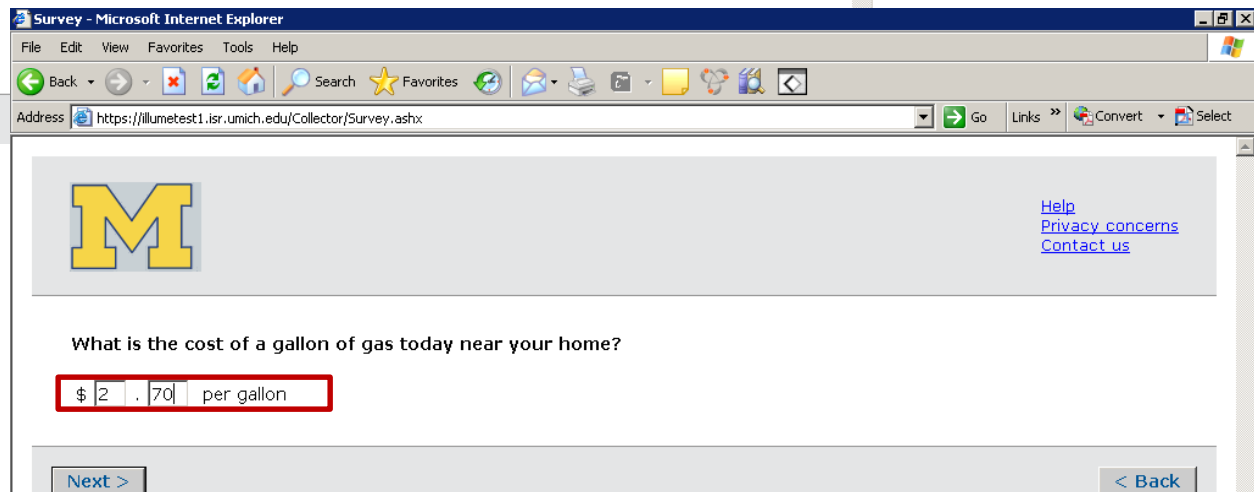 Survey - Microsoft Internet Explorer
File Edit View Favorites Tools Help
Back Search Favorites
Address https://illumetest1.isr.umich.edu/Collector/Survey.ashx Go Links » Convert Select
M
Help
Privacy concerns
Contact us
What is the cost of a gallon of gas today near your home?
$ 2 . 70 per gallon
Next > < Back